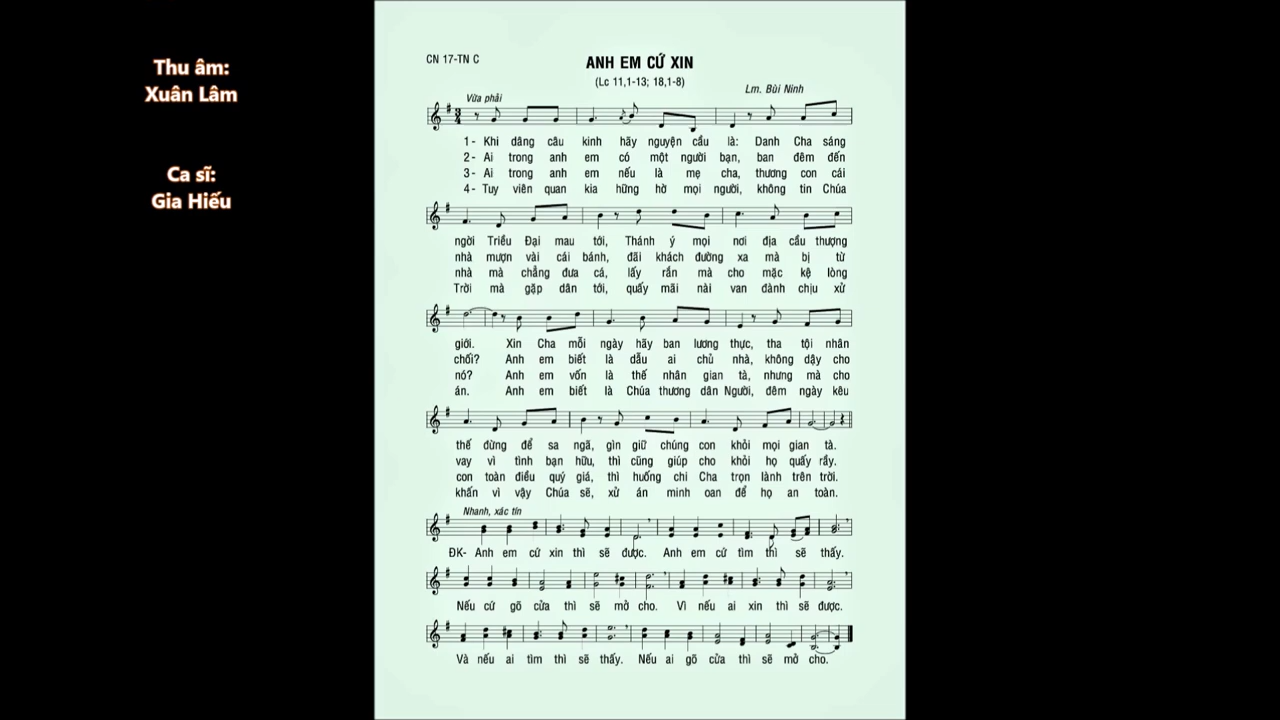 Thu âm:
Xuân Lâm
Ca sĩ:
Gia Hiếu
CN 17-TN C
ANH EM CỨ XIN
(Lc 11,1-13; 18,1-8)
Lm. Bùi Ninh
Vừa phải
1- Khi dâng câu kinh hãy nguyện cầu là: Danh Cha sáng
2- Ai trong anh em có một người bạn, ban đêm đến
3- Ai trong anh em nếu là mẹ cha, thương con cái
4- Tuy viên quan kia hững hờ mọi người, không tin Chúa
ngời Triều Đại mau tới, Thánh ý mọi nơi địa cầu thượng
nhà mượn vài cái bánh, đãi khách đường xa mà bị từ
nhà mà chẳng đưa cá, lấy rắn mà cho mặc kệ lòng
Trời mà gặp dân tới, quấy mãi nài van đành chịu xử
giới. Xin Cha mỗi ngày hãy ban lương thực, tha tội nhân
chối? Anh em biết là dẫu ai chủ nhà, không dậy cho
nó? Anh em vốn là thế nhân gian tà, nhưng mà cho
án. Anh em biết là Chúa thương dân Người, đêm ngày kêu
thế đừng để sa ngã, gìn giữ chúng con khỏi mọi gian tà.
vay vì tình bạn hữu, thì cũng giúp cho khỏi họ quấy rầy.
con toàn điều quý giá, thì huống chi Cha trọn lành trên trời.
khấn vì vậy Chúa sẽ, xử án minh oan để họ an toàn.
Nhanh, xác tín
ĐK- Anh em cứ xin thì sẽ được. Anh em cứ tìm thì sẽ thấy.
Nếu cứ gõ cửa thì sẽ mở cho. Vì nếu ai xin thì sẽ được.
Và nếu ai tìm thì sẽ thấy. Nếu ai gõ cửa thì sẽ mở cho.